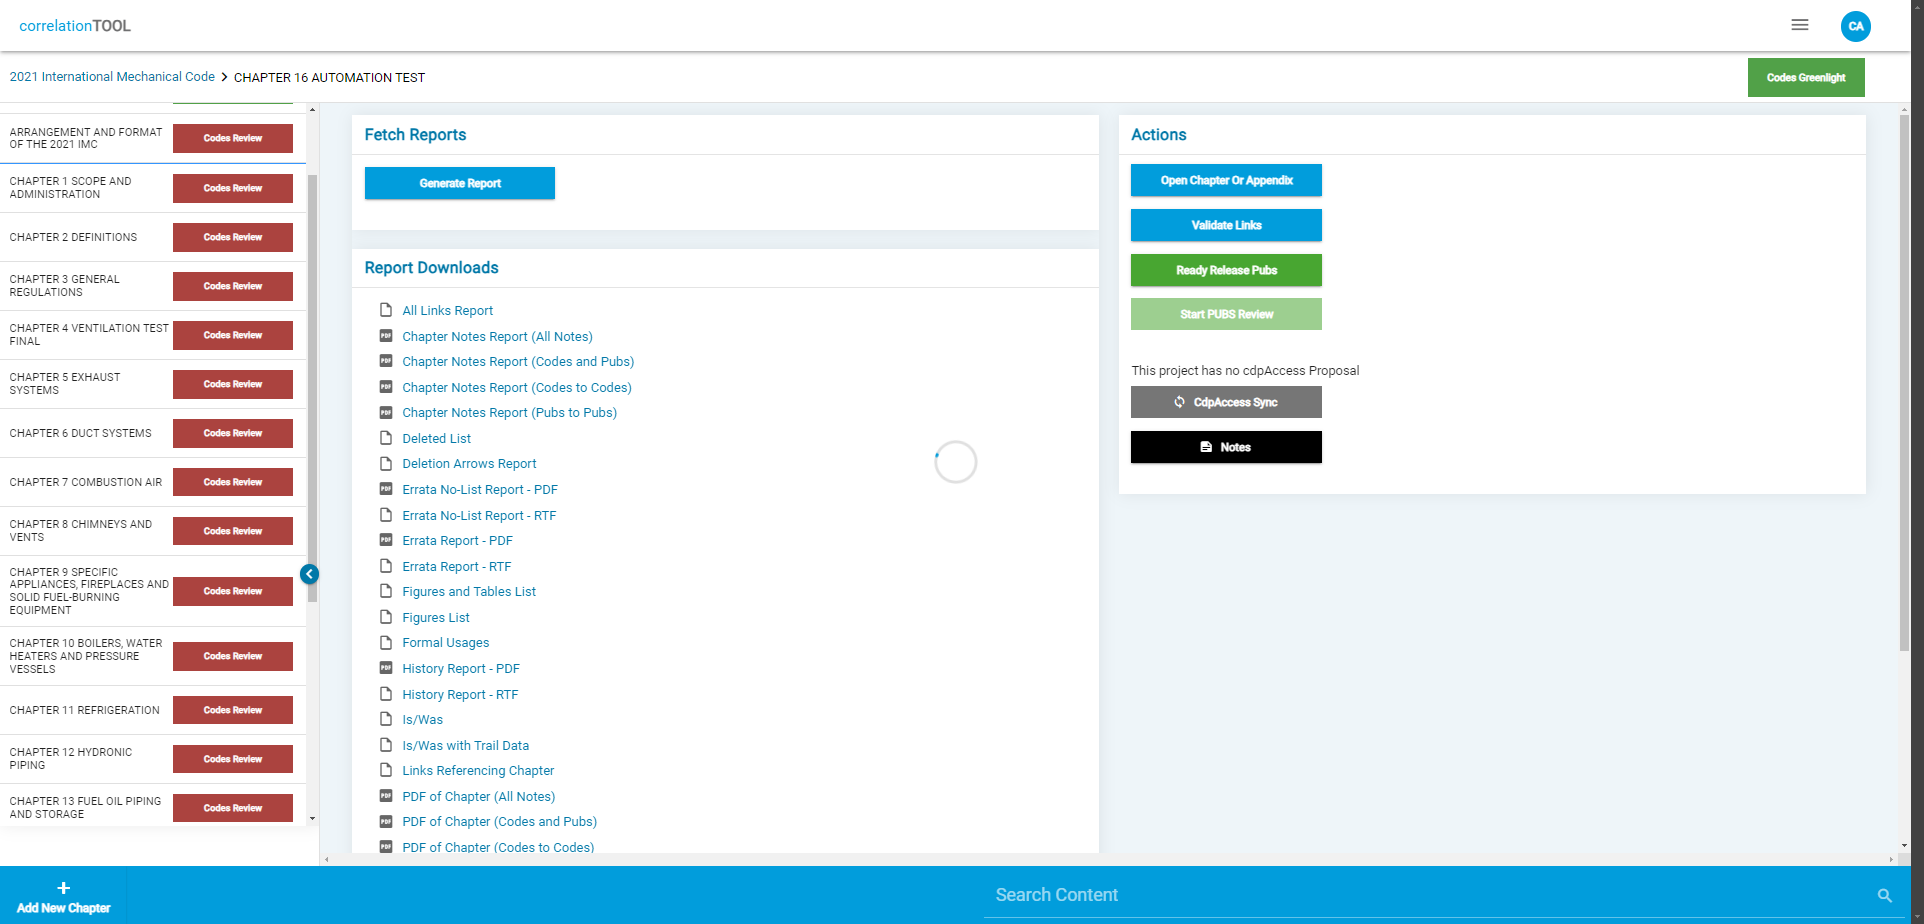 correlationTOOL
CA
2021 International Mechanical Code
CHAPTER 16 AUTOMATION TEST
Codes Greenlight
ARRANGEMENT AND FORMAT
OF THE 2021 IMC
Codes Review
CHAPTER 1 SCOPE AND
ADMINISTRATION
Codes Review
CHAPTER 2 DEFINITIONS
Codes Review
CHAPTER 3 GENERAL
REGULATIONS
Codes Review
CHAPTER 4 VENTILATION TEST
FINAL
Codes Review
CHAPTER 5 EXHAUST
SYSTEMS
Codes Review
CHAPTER 6 DUCT SYSTEMS
Codes Review
CHAPTER 7 COMBUSTION AIR
Codes Review
CHAPTER 8 CHIMNEYS AND
VENTS
Codes Review
CHAPTER 9 SPECIFIC
APPLIANCES, FIREPLACES AND
SOLID FUEL-BURNING
EQUIPMENT
Codes Review
CHAPTER 10 BOILERS, WATER
HEATERS AND PRESSURE
VESSELS
Codes Review
CHAPTER 11 REFRIGERATION
Codes Review
CHAPTER 12 HYDRONIC
PIPING
Codes Review
CHAPTER 13 FUEL OIL PIPING
AND STORAGE
Codes Review
Fetch Reports
Generate Report
Report Downloads
All Links Report
PDF Chapter Notes Report (All Notes)
PDF Chapter Notes Report (Codes and Pubs)
PDF Chapter Notes Report (Codes to Codes)
PDF Chapter Notes Report (Pubs to Pubs)
Deleted List
Deletion Arrows Report
PDF Errata No-List Report - PDF
Errata No-List Report - RTF
PDF Errata Report - PDF
Errata Report - RTF
Figures and Tables List
Figures List
Formal Usages
PDF History Report - PDF
History Report - RTF
Is/Was
Is/Was with Trail Data
Links Referencing Chapter
PDF PDF of Chapter (All Notes)
PDF PDF of Chapter (Codes and Pubs)
PDF PDF of Chapter (Codes to Codes)
Actions
Open Chapter Or Appendix
Validate Links
Ready Release Pubs
Start PUBS Review
This project has no cdpAccess Proposal
CdpAccess Sync
Notes
Add New Chapter
Search Content